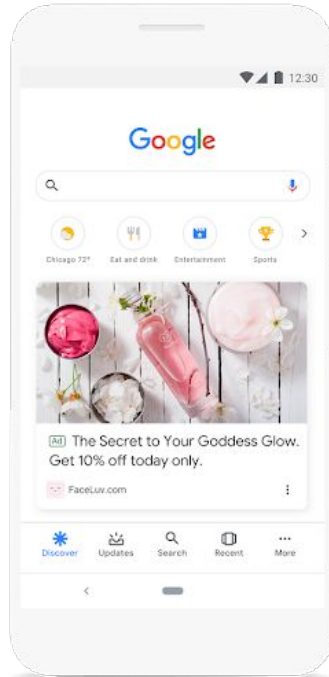 12:30
Google
Chicago 72° Eat and drink Entertainment Sports
Ad The Secret to Your Goddess Glow.
Get 10% off today only.
FaceLuv.com
Discover Updates Search Recent More